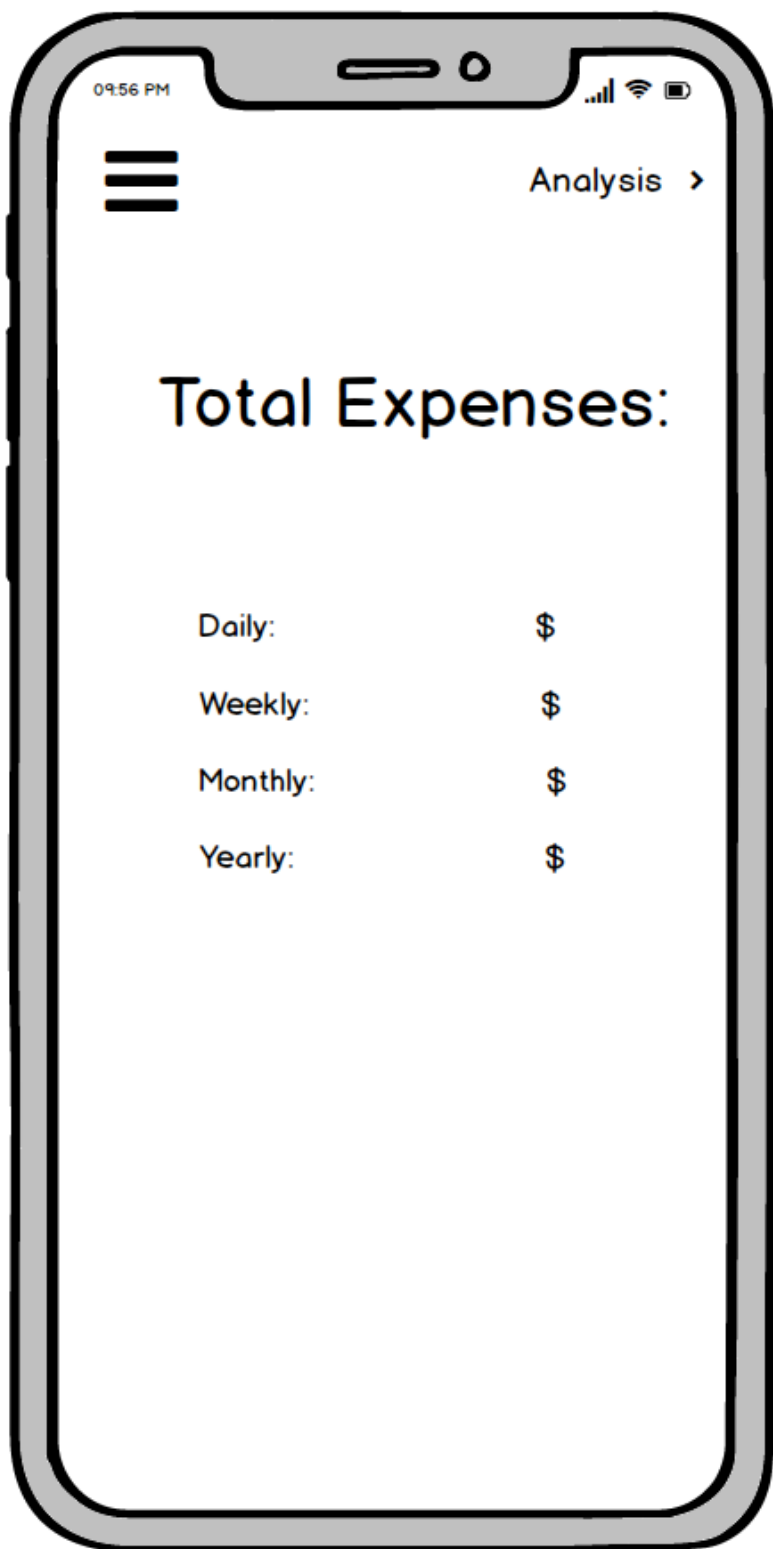 09:56 PM
Analysis >
Total Expenses:
Daily: $
Weekly: $
Monthly: $
Yearly: $